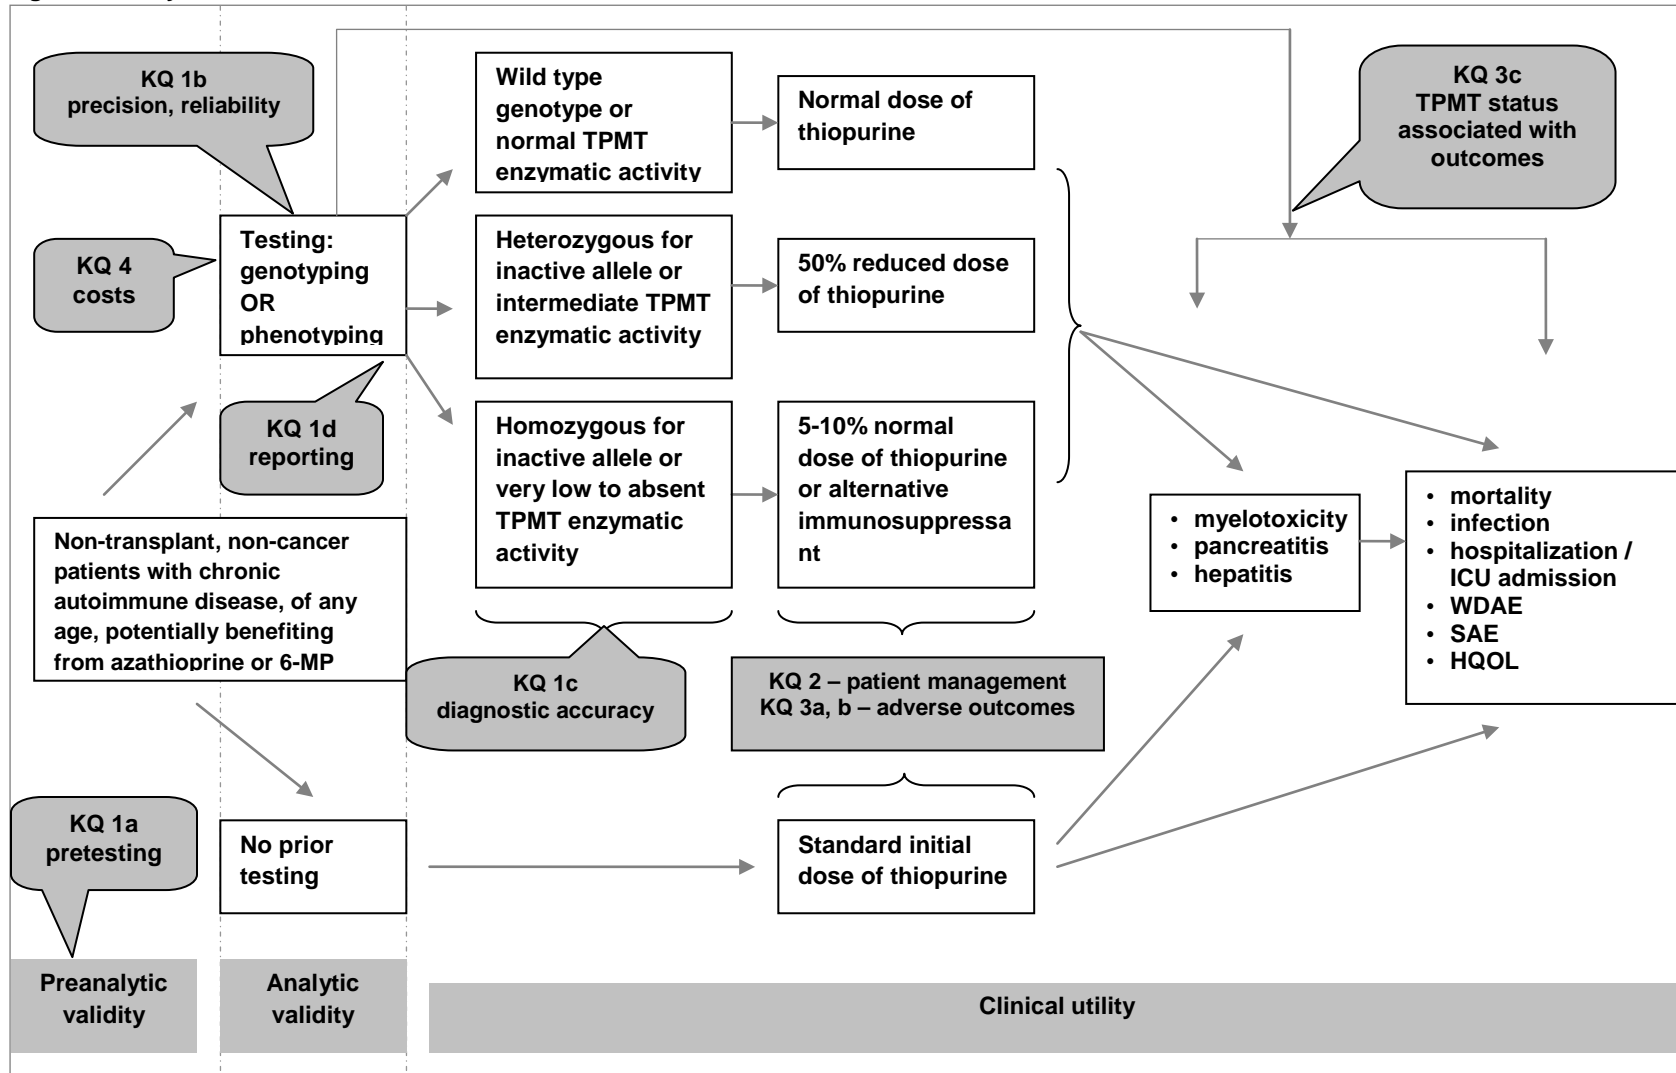 KQ 1b
precision, reliability
Wild type
genotype or
normal TPMT
enzymatic activity
Normal dose of
thiopurine
KQ 3c
TPMT status
associated with
outcomes
KQ 4
costs
Testing:
genotyping
OR
phenotyping
Heterozygous for
inactive allele or
intermediate TPMT
enzymatic activity
50% reduced dose
of thiopurine
KQ 1d
reporting
Homozygous for
inactive allele or
very low to absent
TPMT enzymatic
activity
5-10% normal
dose of thiopurine
or alternative
immunosuppressa
nt
• myelotoxicity
• pancreatitis
• hepatitis
• mortality
• infection
• hospitalization /
ICU admission
• WDAE
• SAE
• HQOL
Non-transplant, non-cancer
patients with chronic
autoimmune disease, of any
age, potentially benefiting
from azathioprine or 6-MP
KQ 1c
diagnostic accuracy
KQ 2 – patient management
KQ 3a, b – adverse outcomes
KQ 1a
pretesting
No prior
testing
Standard initial
dose of thiopurine
Preanalytic
validity
Analytic
validity
Clinical utility